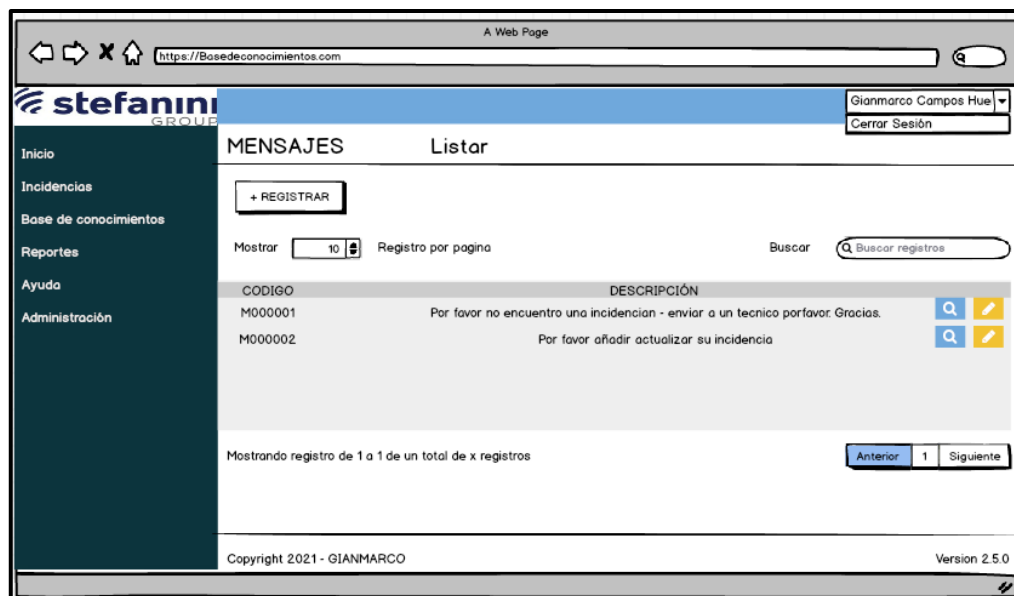 A Web Page
https://Basedeconocimientos.com
stefanini
GROUP
Gianmarco Campos Hue
Cerrar Sesión
Inicio
Incidencias
Base de conocimientos
Reportes
Ayuda
Administración
MENSAJES Listar
+ REGISTRAR
Mostrar 10 Registro por pagina Buscar Buscar registros
CODIGO DESCRIPCIÓN
M000001 Por favor no encuentro una incidencian - enviar a un tecnico porfavor. Gracias.
M000002 Por favor añadir actualizar su incidencia
Mostrando registro de 1 a 1 de un total de x registros Anterior 1 Siguiente
Copyright 2021 - GIANMARCO Version 2.5.0